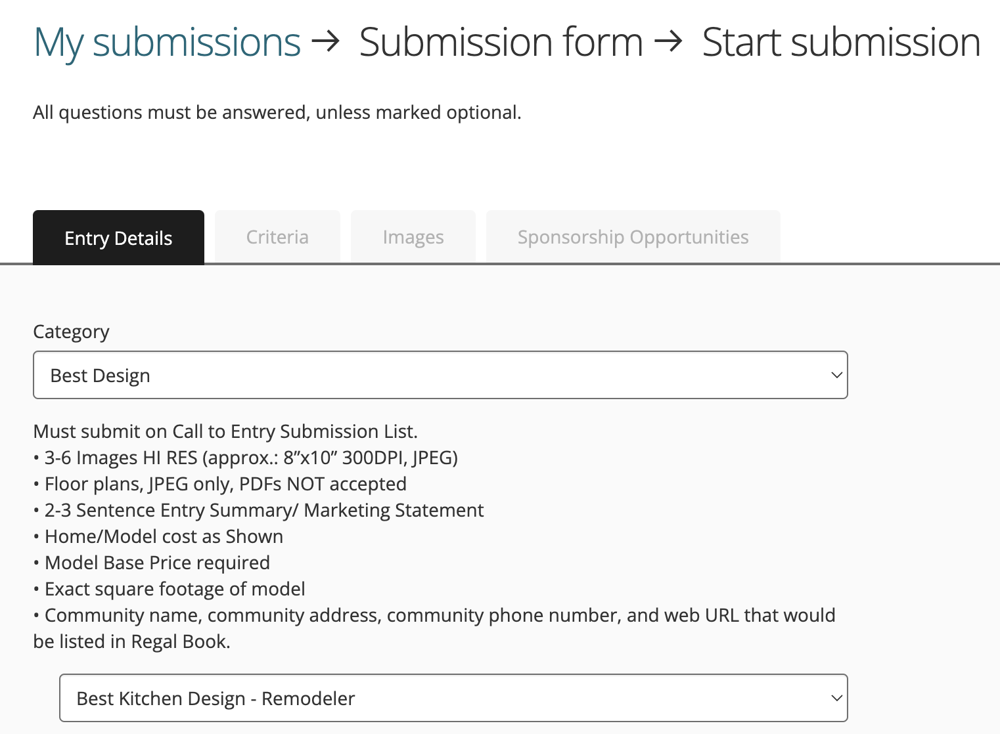 My submissions → Submission form → Start submission
All questions must be answered, unless marked optional.
Entry Details
Criteria
Images
Sponsorship Opportunities
Category
Best Design
Must submit on Call to Entry Submission List.
• 3-6 Images HI RES (approx.: 8”x10” 300DPI, JPEG)
• Floor plans, JPEG only, PDFs NOT accepted
• 2-3 Sentence Entry Summary/ Marketing Statement
• Home/Model cost as Shown
• Model Base Price required
• Exact square footage of model
• Community name, community address, community phone number, and web URL that would
be listed in Regal Book.
Best Kitchen Design - Remodeler